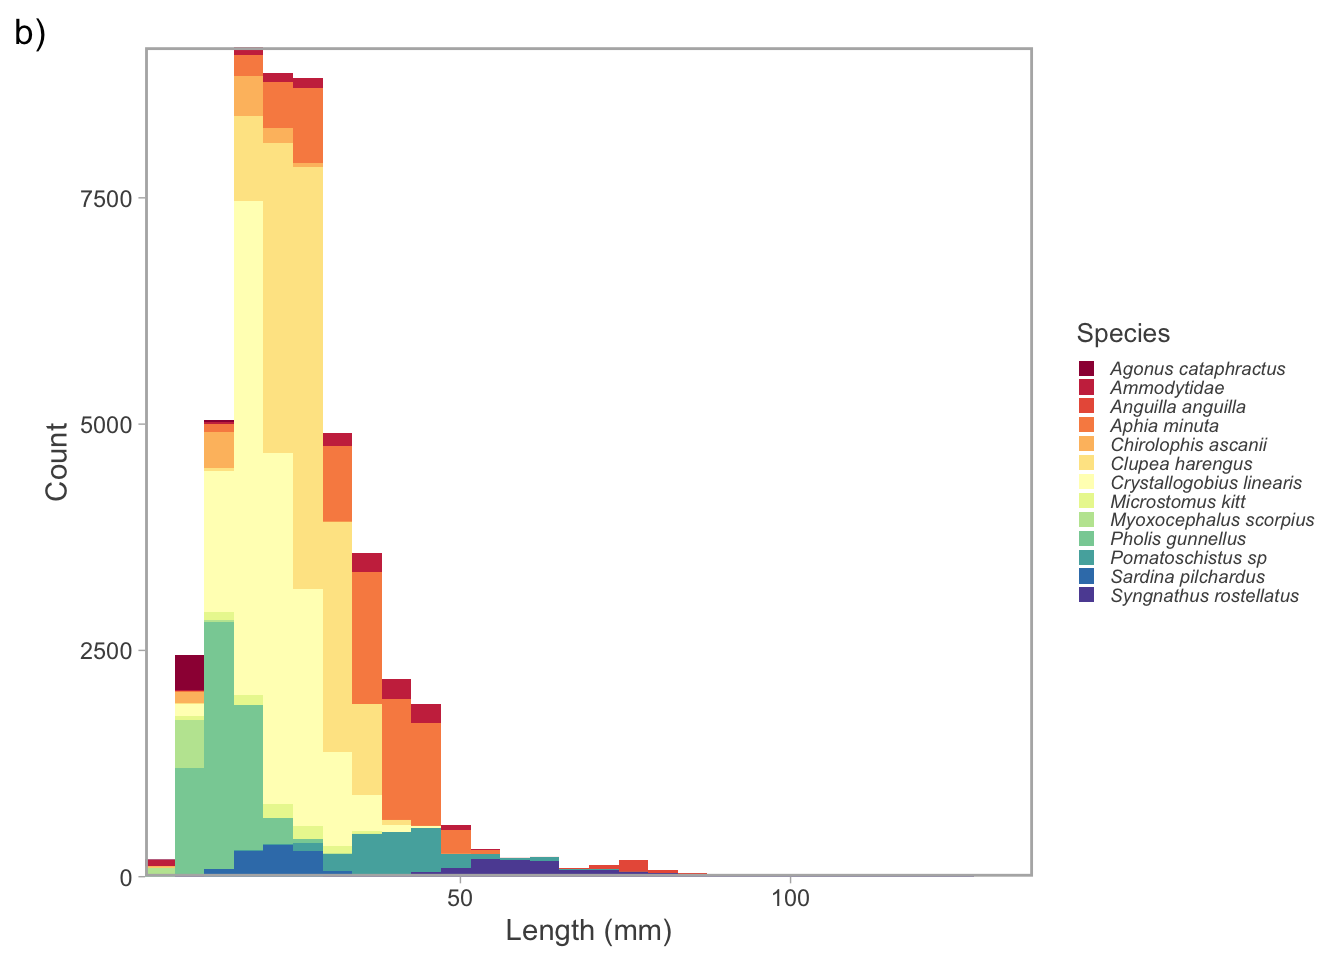 b)
7500
5000
2500
0
Count
50
100
Length (mm)
Species
Agonus cataphractus
Ammodytidae
Anguilla anguilla
Aphia minuta
Chirolophis ascanii
Clupea harengus
Crystallogobius linearis
Microstomus kitt
Myoxocephalus scorpius
Pholis gunnellus
Pomatoschistus sp
Sardina pilchardus
Syngnathus rostellatus